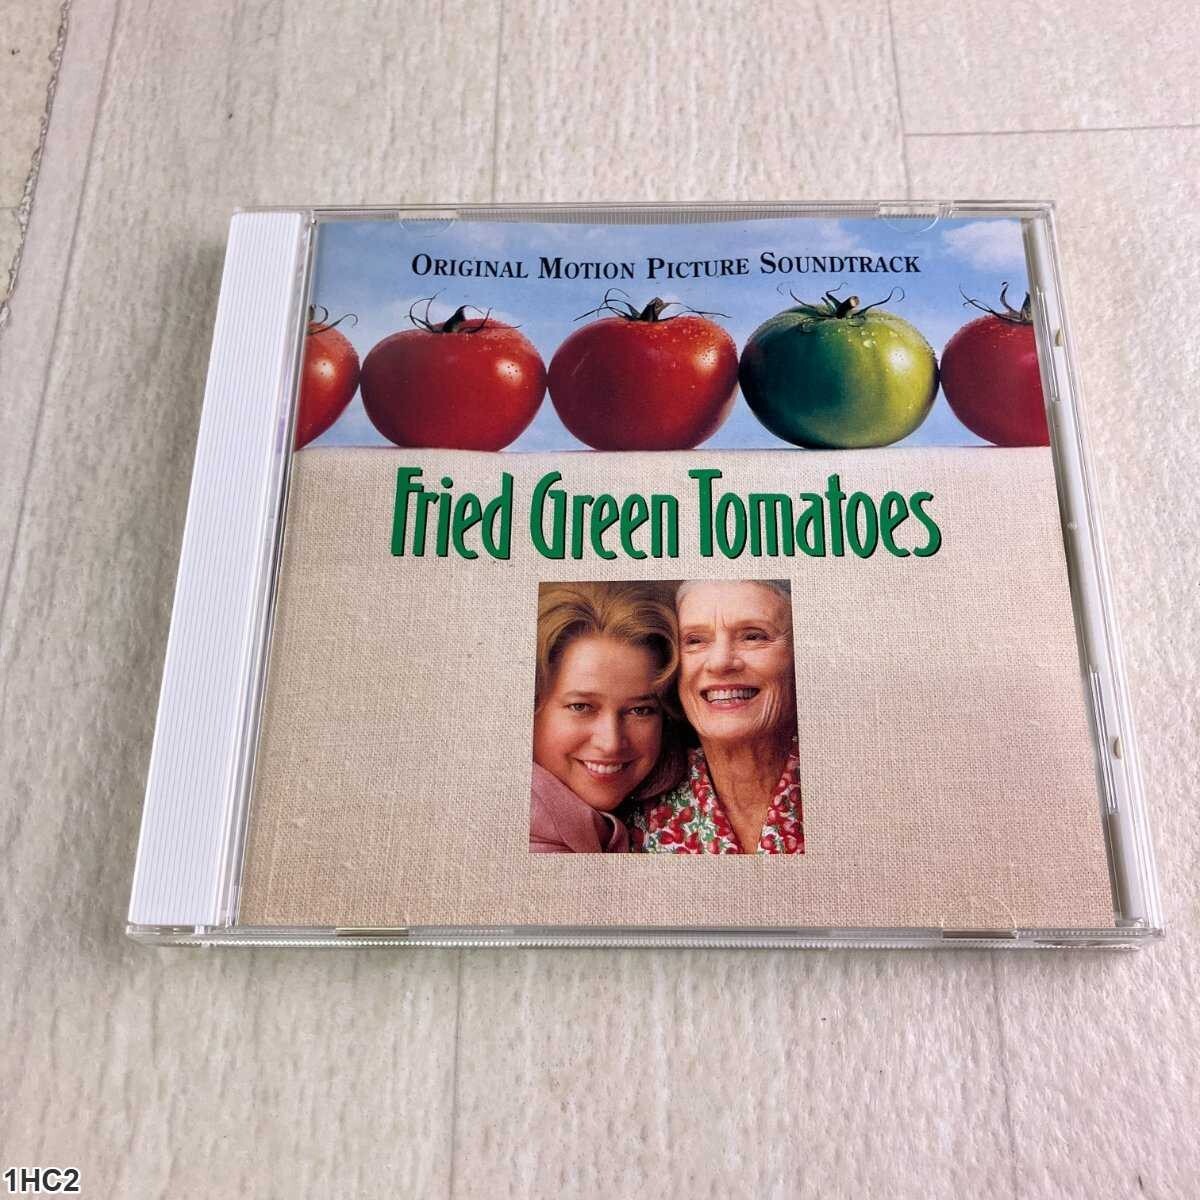 ORIGINAL MOTION PICTURE SOUNDTRACK
Fried Green Tomatoes
1HC2